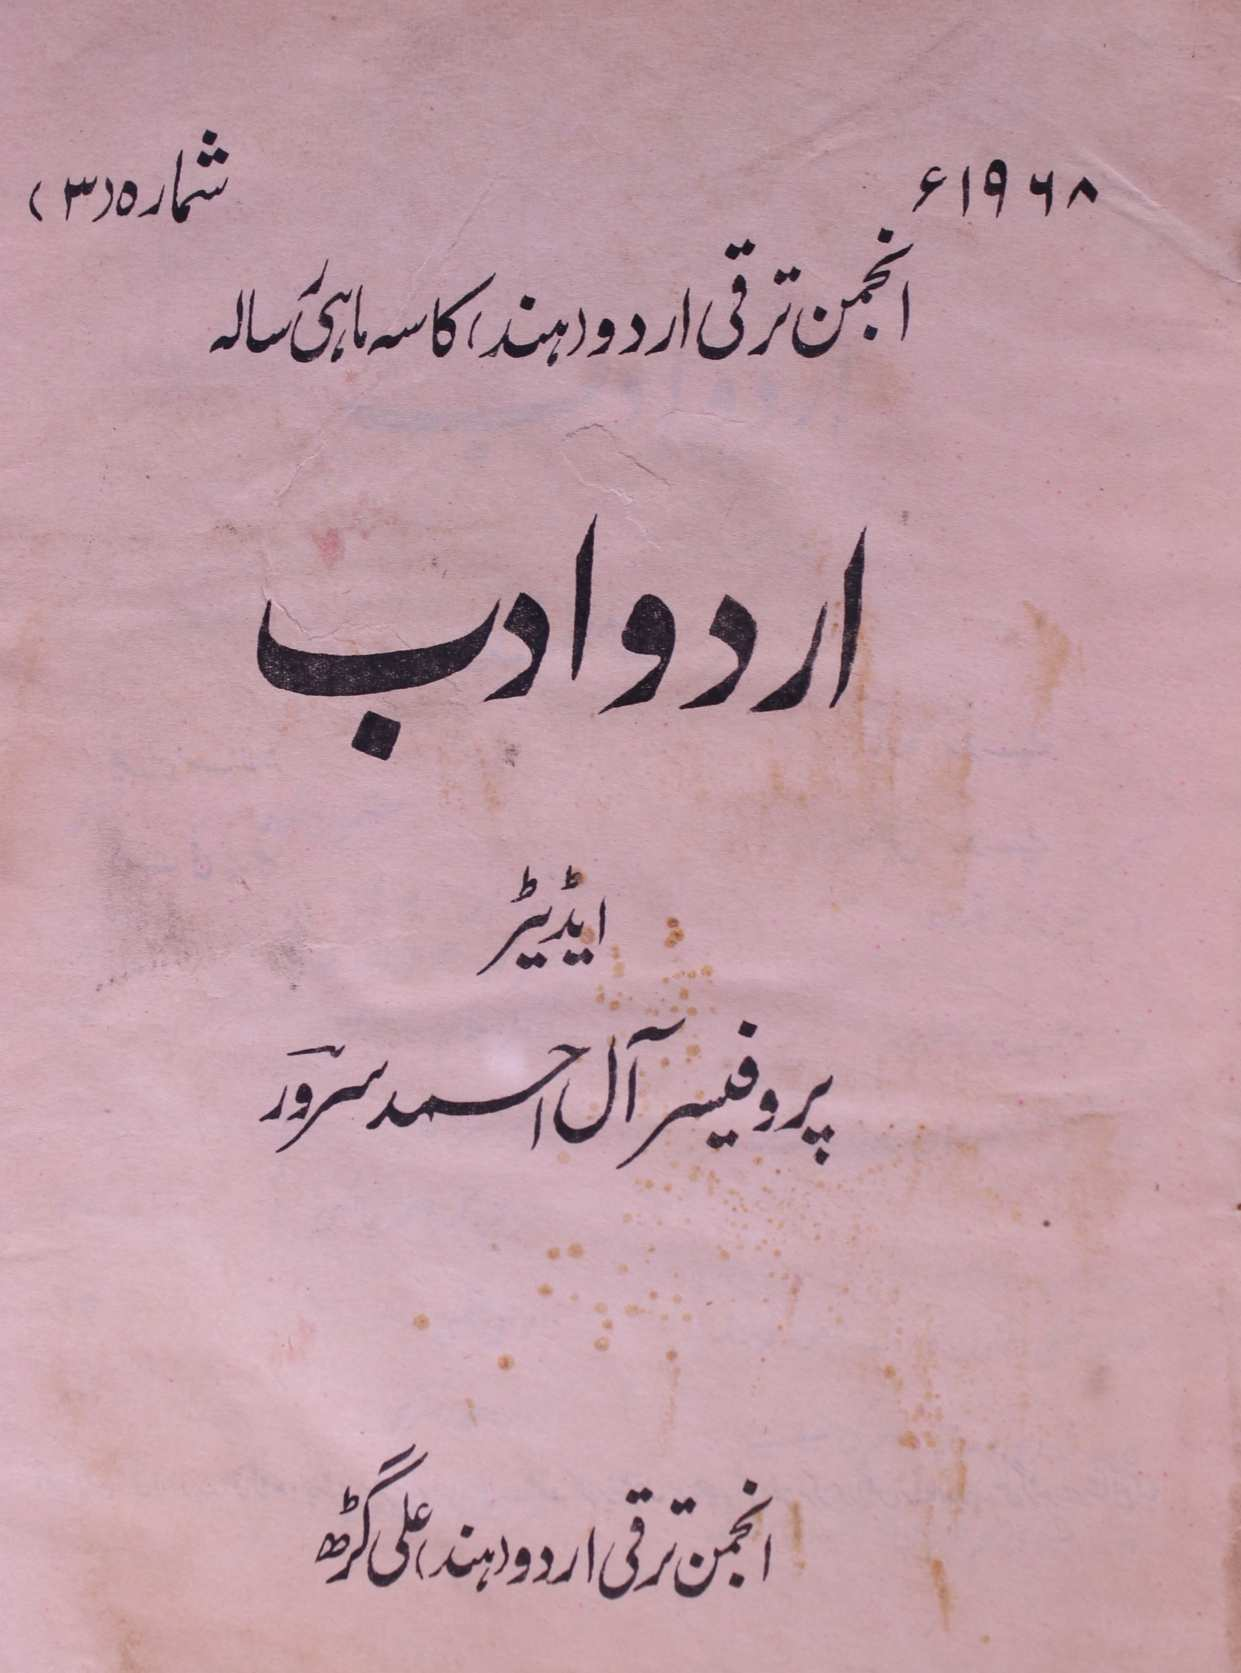 ۱۹۶۸ء شمارہ (۳)
انجمن ترقی اردو (ہند) کا سہ ماہی رسالہ
اردو ادب
ایڈیٹر
پروفیسر آل احمد سرور
انجمن ترقی اردو (ہند) علی گڑھ